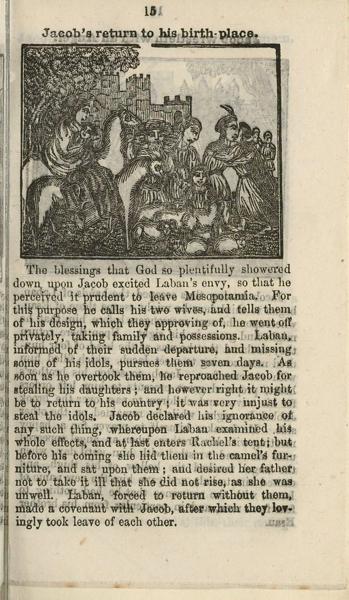 15
Jacob's return to his birth-place.
The blessings that God so plentifully showered
down upon Jacob excited Laban's envy, so that he
perceived it prudent to leave Mesopotamia. For
this purpose he calls his two wives, and tells them
of his design, which they approving of, he went off
privately, taking family and possessions. Laban,
informed of their sudden departure, and missing
some of his idols, pursues them seven days. As
soon as he overtook them, he reproached Jacob for
stealing his daughters; and however right it might
be to return to his country; it was very unjust to
steal the idols. Jacob declared his ignorance of
any such thing, whereupon Laban examined his
whole effects, and at last enters Rachel's tent; but
before his coming she hid them in the camel's fur-
niture, and sat upon them; and desired her father
not to take it ill that she did not rise, as she was
unwell. Laban, forced to return without them,
made a covenant with Jacob, after which they lov-
ingly took leave of each other.